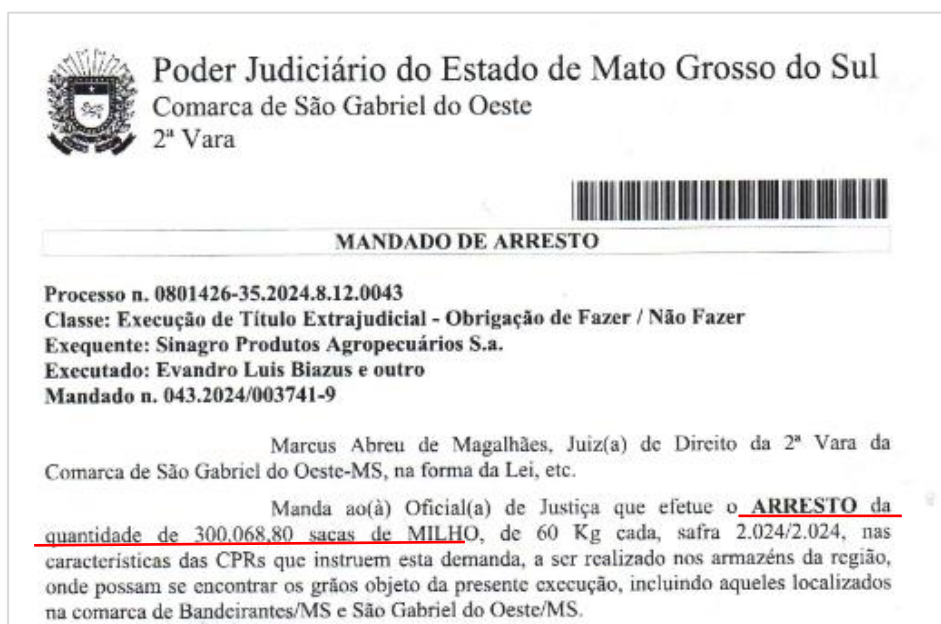 Poder Judiciário do Estado de Mato Grosso do Sul
Comarca de São Gabriel do Oeste
2ª Vara
MANDADO DE ARRESTO
Processo n. 0801426-35.2024.8.12.0043
Classe: Execução de Título Extrajudicial - Obrigação de Fazer / Não Fazer
Exequente: Sinagro Produtos Agropecuários S.a.
Executado: Evandro Luis Biazus e outro
Mandado n. 043.2024/003741-9
Marcus Abreu de Magalhães, Juiz(a) de Direito da 2ª Vara da
Comarca de São Gabriel do Oeste-MS, na forma da Lei, etc.
Manda ao(à) Oficial(a) de Justiça que efetue o ARRESTO da
quantidade de 300.068,80 sacas de MILHO, de 60 Kg cada, safra 2.024/2.024, nas
características das CPRs que instruem esta demanda, a ser realizado nos armazéns da região,
onde possam se encontrar os grãos objeto da presente execução, incluindo aqueles localizados
na comarca de Bandeirantes/MS e São Gabriel do Oeste/MS.